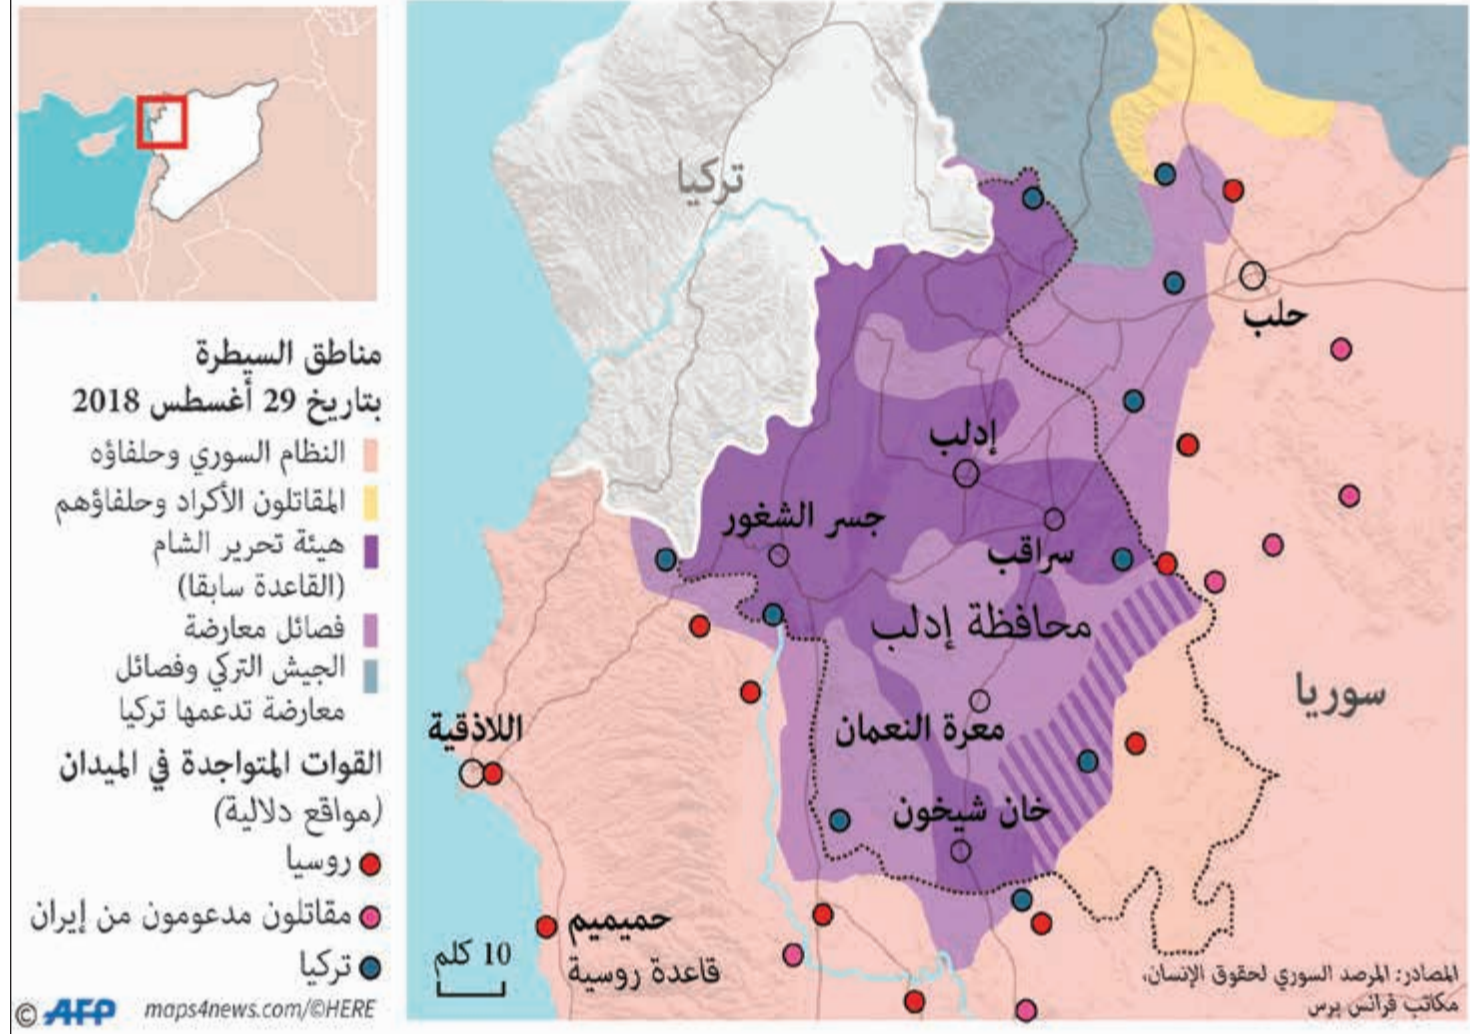 مناطق السيطرة
بتاريخ 29 أغسطس 2018
النظام السوري وحلفاؤه
المقاتلون الأكراد وحلفاؤهم
هيئة تحرير الشام
(القاعدة سابقا)
فصائل معارضة
الجيش التركي وفصائل
معارضة تدعمها تركيا
القوات المتواجدة في الميدان
(مواقع دلالية)
روسيا
مقاتلون مدعومون من إيران
تركيا
© AFP maps4news.com/©HERE
تركيا
حلب
إدلب
جسر الشغور
سراقب
محافظة إدلب
سوريا
معرة النعمان
اللاذقية
خان شيخون
حميميم
قاعدة روسية
10 كلم
المصادر: المرصد السوري لحقوق الإنسان،
مكاتب فرانس برس